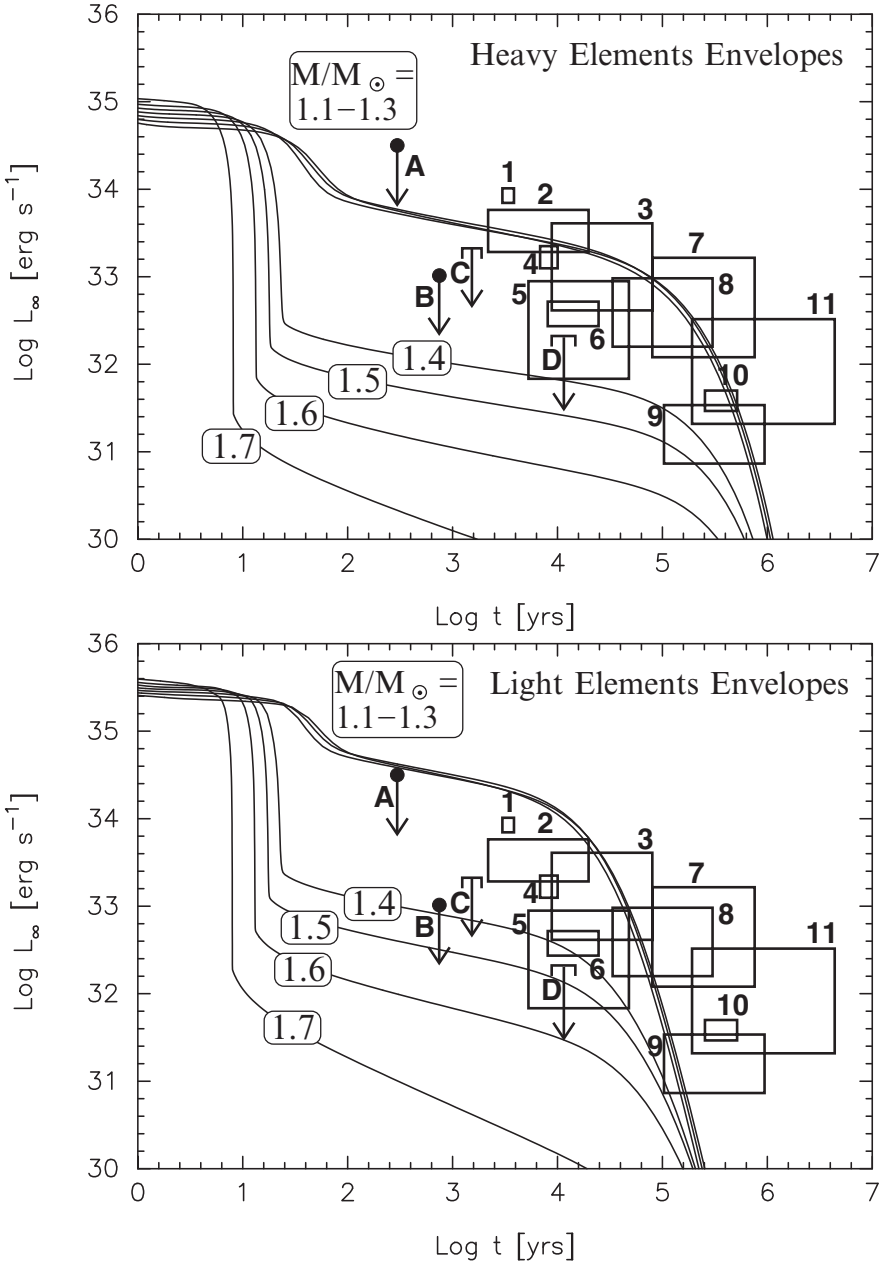 36
Heavy Elements Envelopes
M/M☉ =
1.1−1.3
35
A
34
1
2
3
4
7
C
B
5
8
33
11
Log L∞ [erg s−1]
D
6
32
1.4
10
1.5
9
1.6
1.7
31
30
0 1 2 3 4 5 6 7
Log t [yrs]
36
M/M☉ =
1.1−1.3
Light Elements Envelopes
35
A
1
34
2
3
4
7
1.4
C
B
5
8
33
11
Log L∞ [erg s−1]
1.5
1.6
D
6
32
10
1.7
9
31
30
0 1 2 3 4 5 6 7
Log t [yrs]